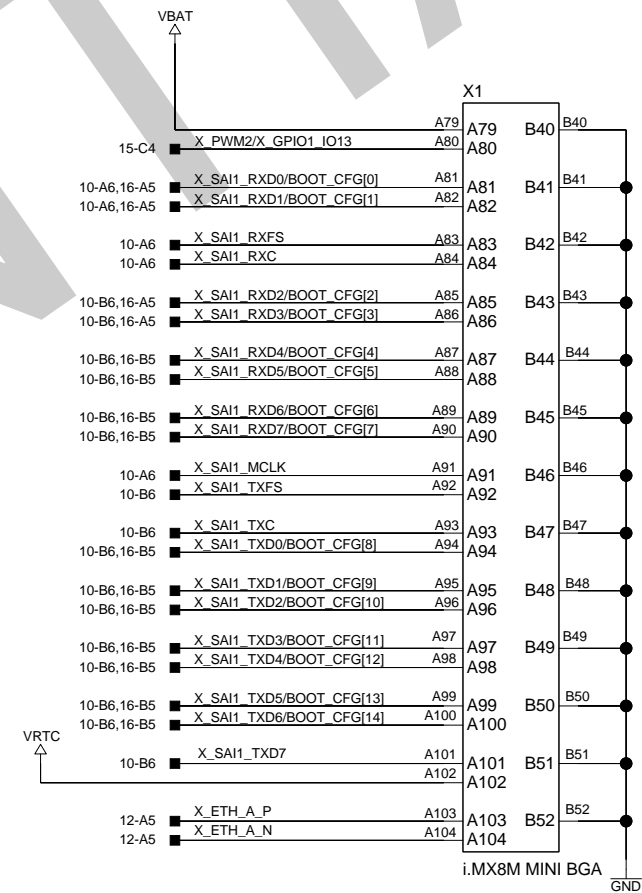 VBAT
X1
A79 A79 B40 B40
15-C4 X_PWM2/X_GPIO1_IO13 A80 A80
10-A6,16-A5 X_SAI1_RXD0/BOOT_CFG[0] A81 A81 B41 B41
10-A6,16-A5 X_SAI1_RXD1/BOOT_CFG[1] A82 A82
10-A6 X_SAI1_RXFS A83 A83 B42 B42
10-A6 X_SAI1_RXC A84 A84
10-B6,16-A5 X_SAI1_RXD2/BOOT_CFG[2] A85 A85 B43 B43
10-B6,16-A5 X_SAI1_RXD3/BOOT_CFG[3] A86 A86
10-B6,16-B5 X_SAI1_RXD4/BOOT_CFG[4] A87 A87 B44 B44
10-B6,16-B5 X_SAI1_RXD5/BOOT_CFG[5] A88 A88
10-B6,16-B5 X_SAI1_RXD6/BOOT_CFG[6] A89 A89 B45 B45
10-B6,16-B5 X_SAI1_RXD7/BOOT_CFG[7] A90 A90
10-A6 X_SAI1_MCLK A91 A91 B46 B46
10-B6 X_SAI1_TXFS A92 A92
10-B6 X_SAI1_TXC A93 A93 B47 B47
10-B6,16-B5 X_SAI1_TXD0/BOOT_CFG[8] A94 A94
10-B6,16-B5 X_SAI1_TXD1/BOOT_CFG[9] A95 A95 B48 B48
10-B6,16-B5 X_SAI1_TXD2/BOOT_CFG[10] A96 A96
10-B6,16-B5 X_SAI1_TXD3/BOOT_CFG[11] A97 A97 B49 B49
10-B6,16-B5 X_SAI1_TXD4/BOOT_CFG[12] A98 A98
10-B6,16-B5 X_SAI1_TXD5/BOOT_CFG[13] A99 A99 B50 B50
10-B6,16-B5 X_SAI1_TXD6/BOOT_CFG[14] A100 A100
VRTC
10-B6 X_SAI1_TXD7 A101 A101 B51 B51
A102 A102
12-A5 X_ETH_A_P A103 A103 B52 B52
12-A5 X_ETH_A_N A104 A104
i.MX8M MINI BGA
GND